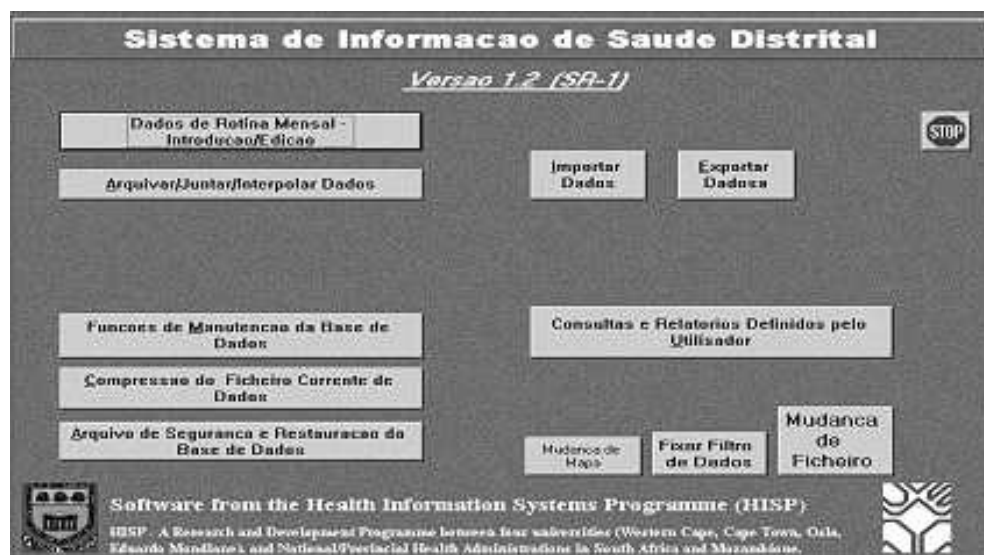 Sistema de Informacao de Saude Distrital
Versao 1.2 (SR-1)
Dados de Rotina Mensal -
Introducao/Edicao
STOP
Arquivar/Juntar/Interpolar Dados
Importar
Dados
Exportar
Dadosa
Funcoes de Manutencao da Base de
Dados
Consultas e Relatorios Definidos pelo
Utilisador
Compressao do Ficheiro Corrente de
Dados
Arquivo de Seguranca e Restauracao da
Base de Dados
Mudanca de
Mapa
Fixar Filtro
de Dados
Mudanca
de
Ficheiro
Software from the Health Information Systems Programme (HISP)
HISP - A Research and Development Programme between four universities (Western Cape, Cape Town, Oslo,
Eduardo Mondlane), and National/Provincial Health Administrations in South Africa and Mozambique.